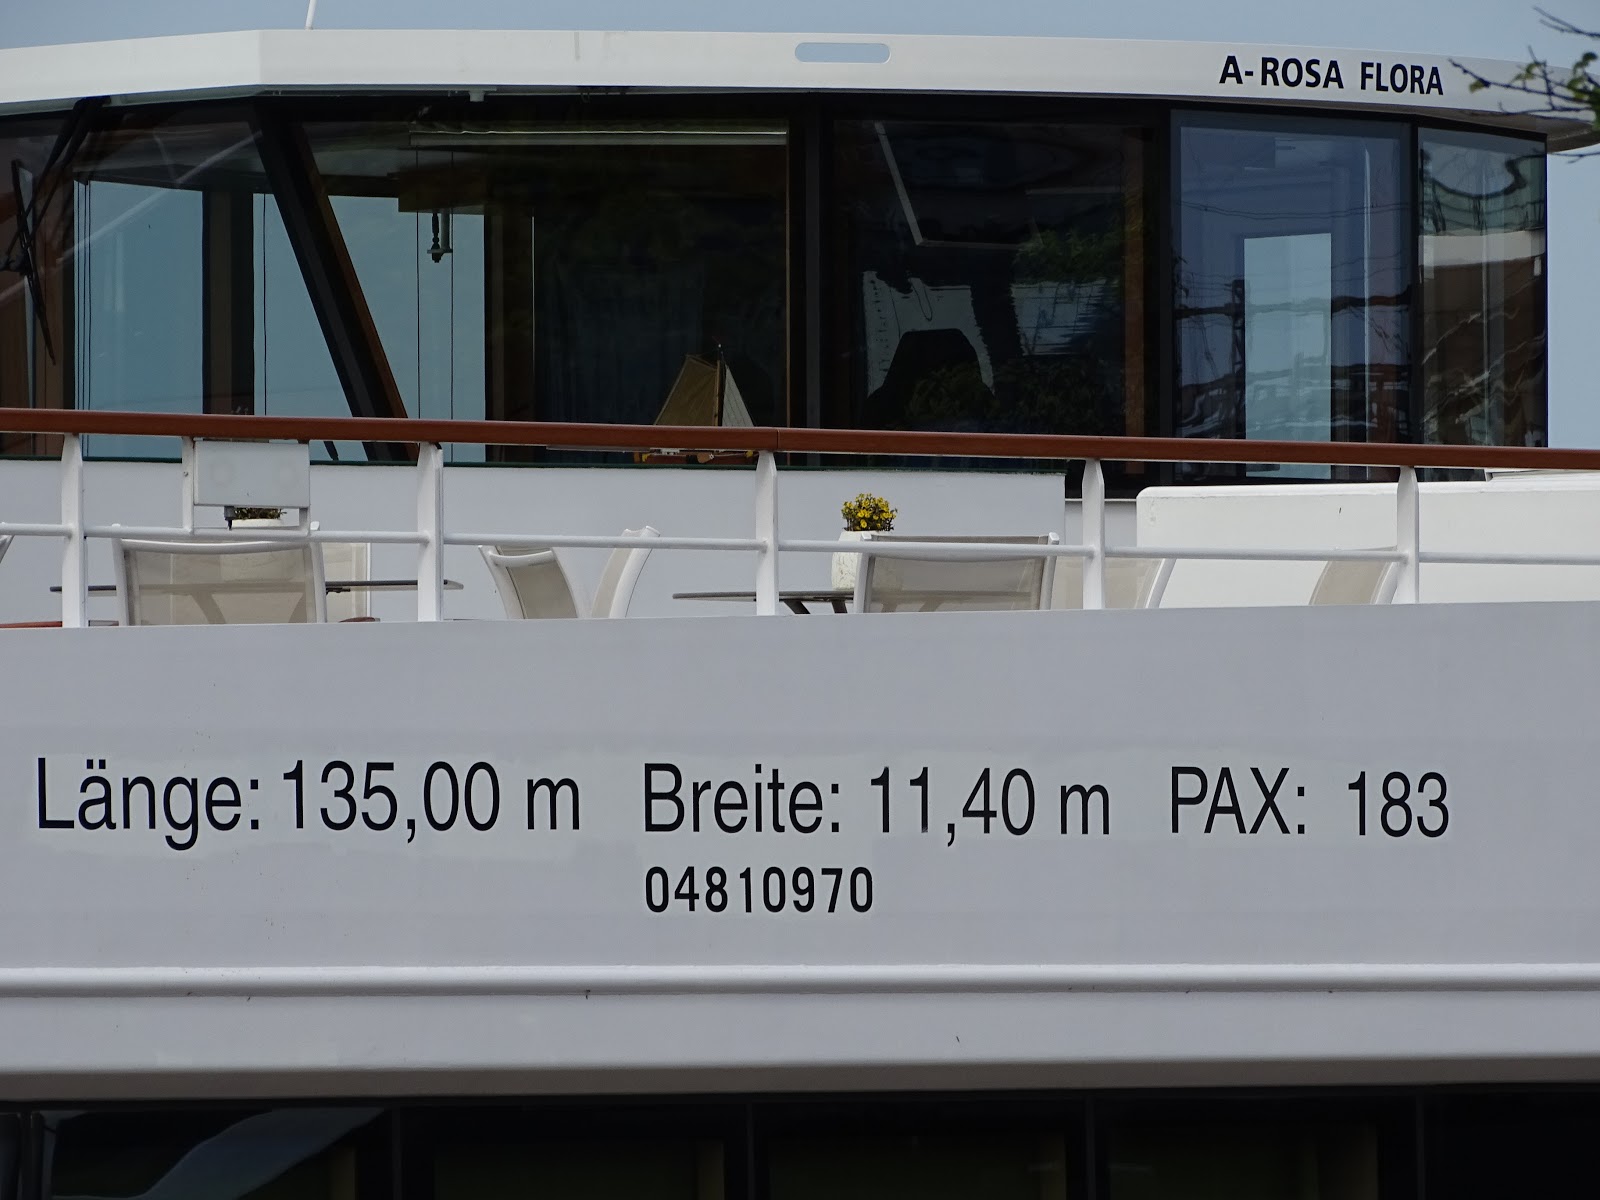 A-ROSA FLORA
Länge: 135,00 m Breite: 11,40 m PAX: 183
04810970